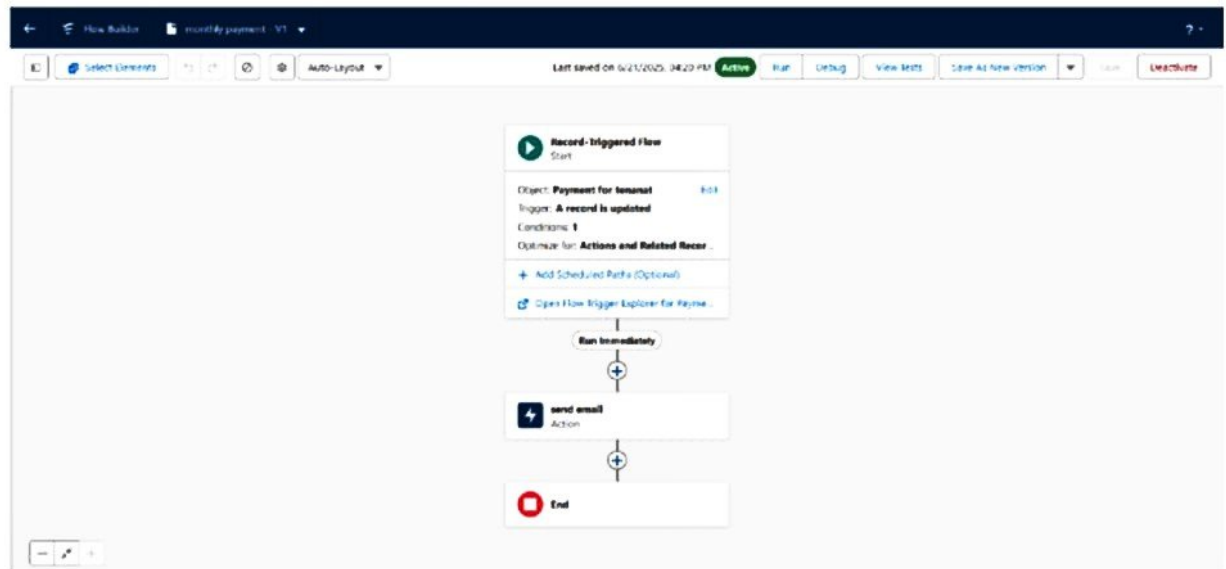 Flow Builder monthly payment - V1
Select Elements Auto-Layout Last saved on 6/21/2025, 04:20 PM Active Run Debug View Tests Save As New Version Save Deactivate
Record-Triggered Flow
Start
Object: Payment for tenanat Edit
Trigger: A record is updated
Conditions: 1
Optimize for: Actions and Related Recor...
+ Add Scheduled Paths (Optional)
Open Flow Trigger Explorer for Payme...
Run Immediately
send email
Action
End